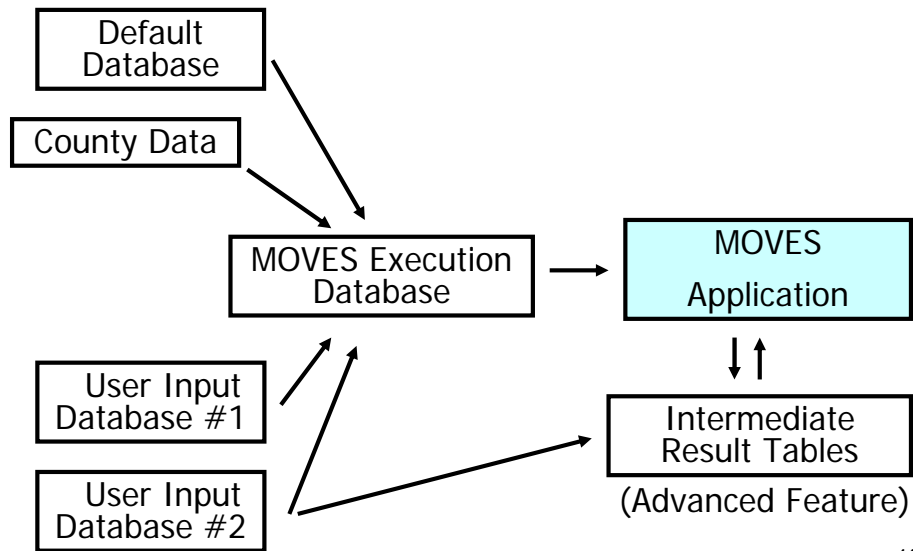 Default
Database
County Data
MOVES Execution
Database
MOVES
Application
User Input
Database #1
User Input
Database #2
Intermediate
Result Tables
(Advanced Feature)